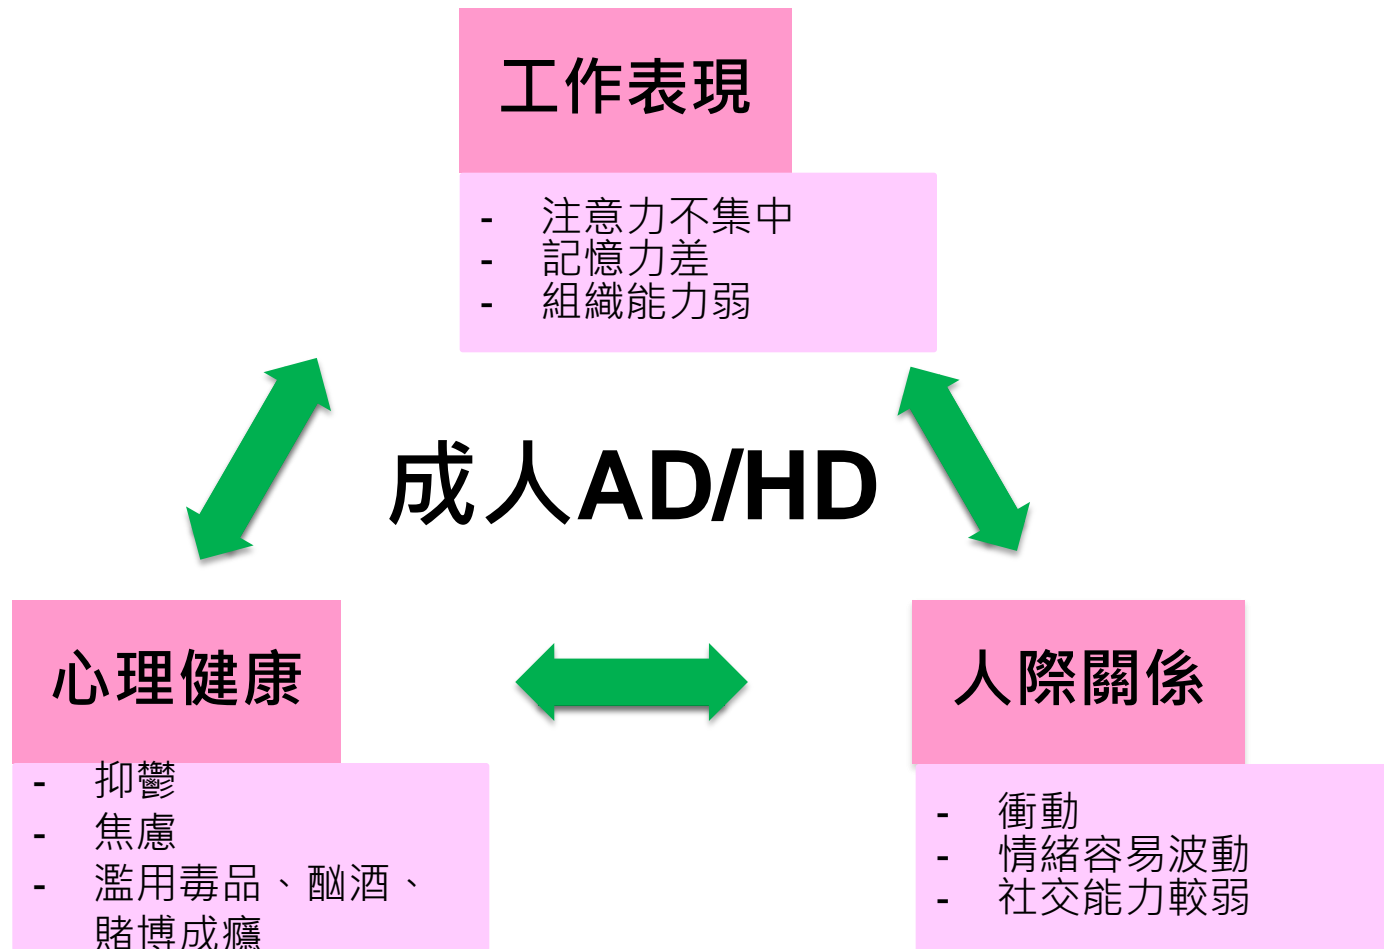 工作表現
- 注意力不集中
- 記憶力差
- 組織能力弱
成人AD/HD
心理健康
- 抑鬱
- 焦慮
- 濫用毒品、酗酒、
賭博成癮
人際關係
- 衝動
- 情緒容易波動
- 社交能力較弱